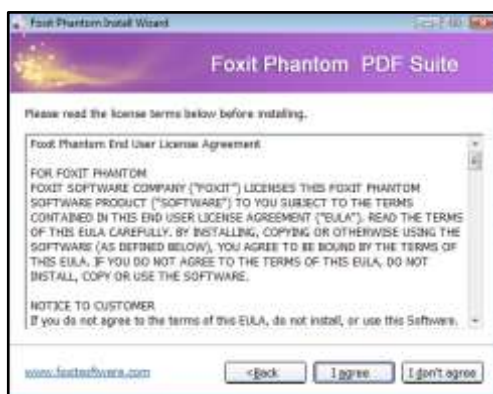 Foxit Phantom Install Wizard
Foxit Phantom PDF Suite
Please read the license terms below before installing.
Foxit Phantom End User License Agreement
FOR FOXIT PHANTOM
FOXIT SOFTWARE COMPANY ("FOXIT") LICENSES THIS FOXIT PHANTOM
SOFTWARE PRODUCT ("SOFTWARE") TO YOU SUBJECT TO THE TERMS
CONTAINED IN THIS END USER LICENSE AGREEMENT ("EULA"). READ THE TERMS
OF THIS EULA CAREFULLY. BY INSTALLING, COPYING OR OTHERWISE USING THE
SOFTWARE (AS DEFINED BELOW), YOU AGREE TO BE BOUND BY THE TERMS OF
THIS EULA. IF YOU DO NOT AGREE TO THE TERMS OF THIS EULA, DO NOT
INSTALL, COPY OR USE THE SOFTWARE.
NOTICE TO CUSTOMER
If you do not agree to the terms of this EULA, do not install, or use this Software.
www.foxitsoftware.com
<Back
I agree
I don't agree